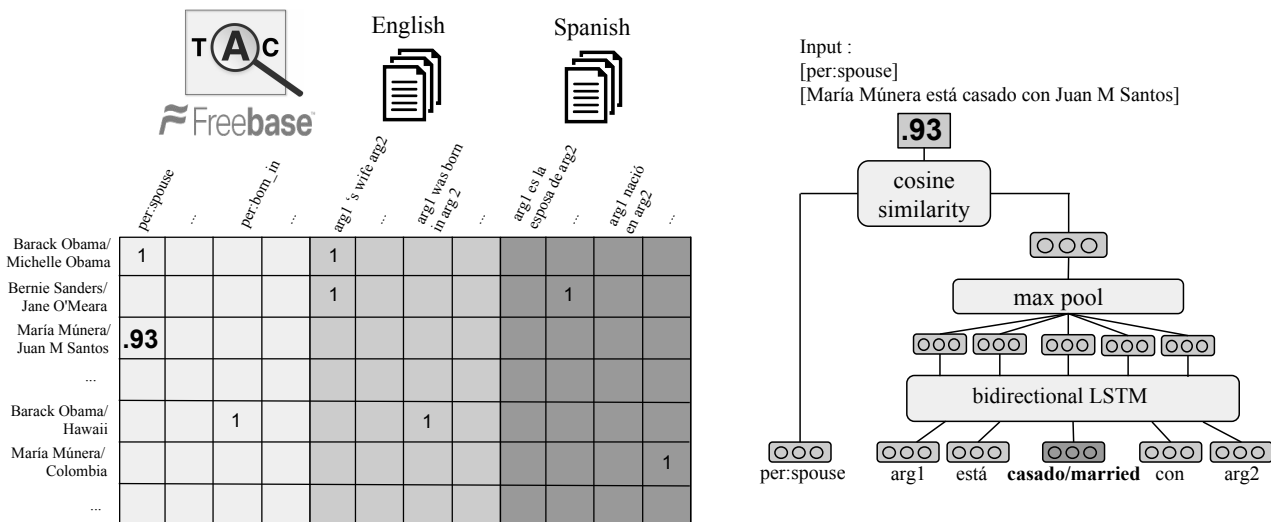 T A C
Freebase™
English
Spanish
per:spouse
...
per:born_in
...
arg1 ‘s wife arg2
...
arg1 was born
in arg 2
...
arg1 es la
esposa de arg2
...
arg1 nació
en arg2
...
Barack Obama/
Michelle Obama
1
1
Bernie Sanders/
Jane O'Meara
1
1
María Múnera/
Juan M Santos
.93
...
Barack Obama/
Hawaii
1
1
María Múnera/
Colombia
1
...
Input :
[per:spouse]
[María Múnera está casado con Juan M Santos]
.93
cosine
similarity
max pool
bidirectional LSTM
per:spouse
arg1
está
casado/married
con
arg2